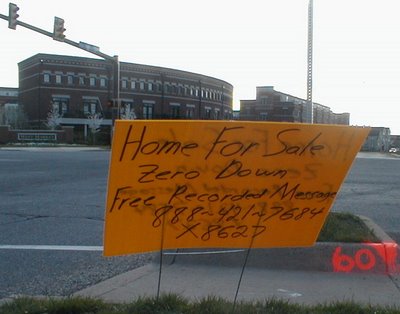 Home For Sale
Zero Down
Free Recorded Message
888-421-7684
X8627
60